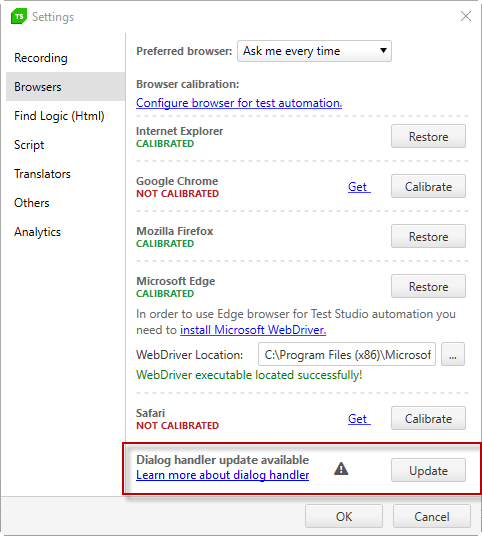 TS Settings
Recording
Browsers
Find Logic (Html)
Script
Translators
Others
Analytics
Preferred browser: Ask me every time
Browser calibration:
Configure browser for test automation.
Internet Explorer
CALIBRATED
Restore
Google Chrome
NOT CALIBRATED
Get
Calibrate
Mozilla Firefox
CALIBRATED
Restore
Microsoft Edge
CALIBRATED
Restore
In order to use Edge browser for Test Studio automation you
need to install Microsoft WebDriver.
WebDriver Location: C:\Program Files (x86)\Microsof ...
WebDriver executable located successfully!
Safari
NOT CALIBRATED
Get
Calibrate
Dialog handler update available
Learn more about dialog handler
Update
OK
Cancel